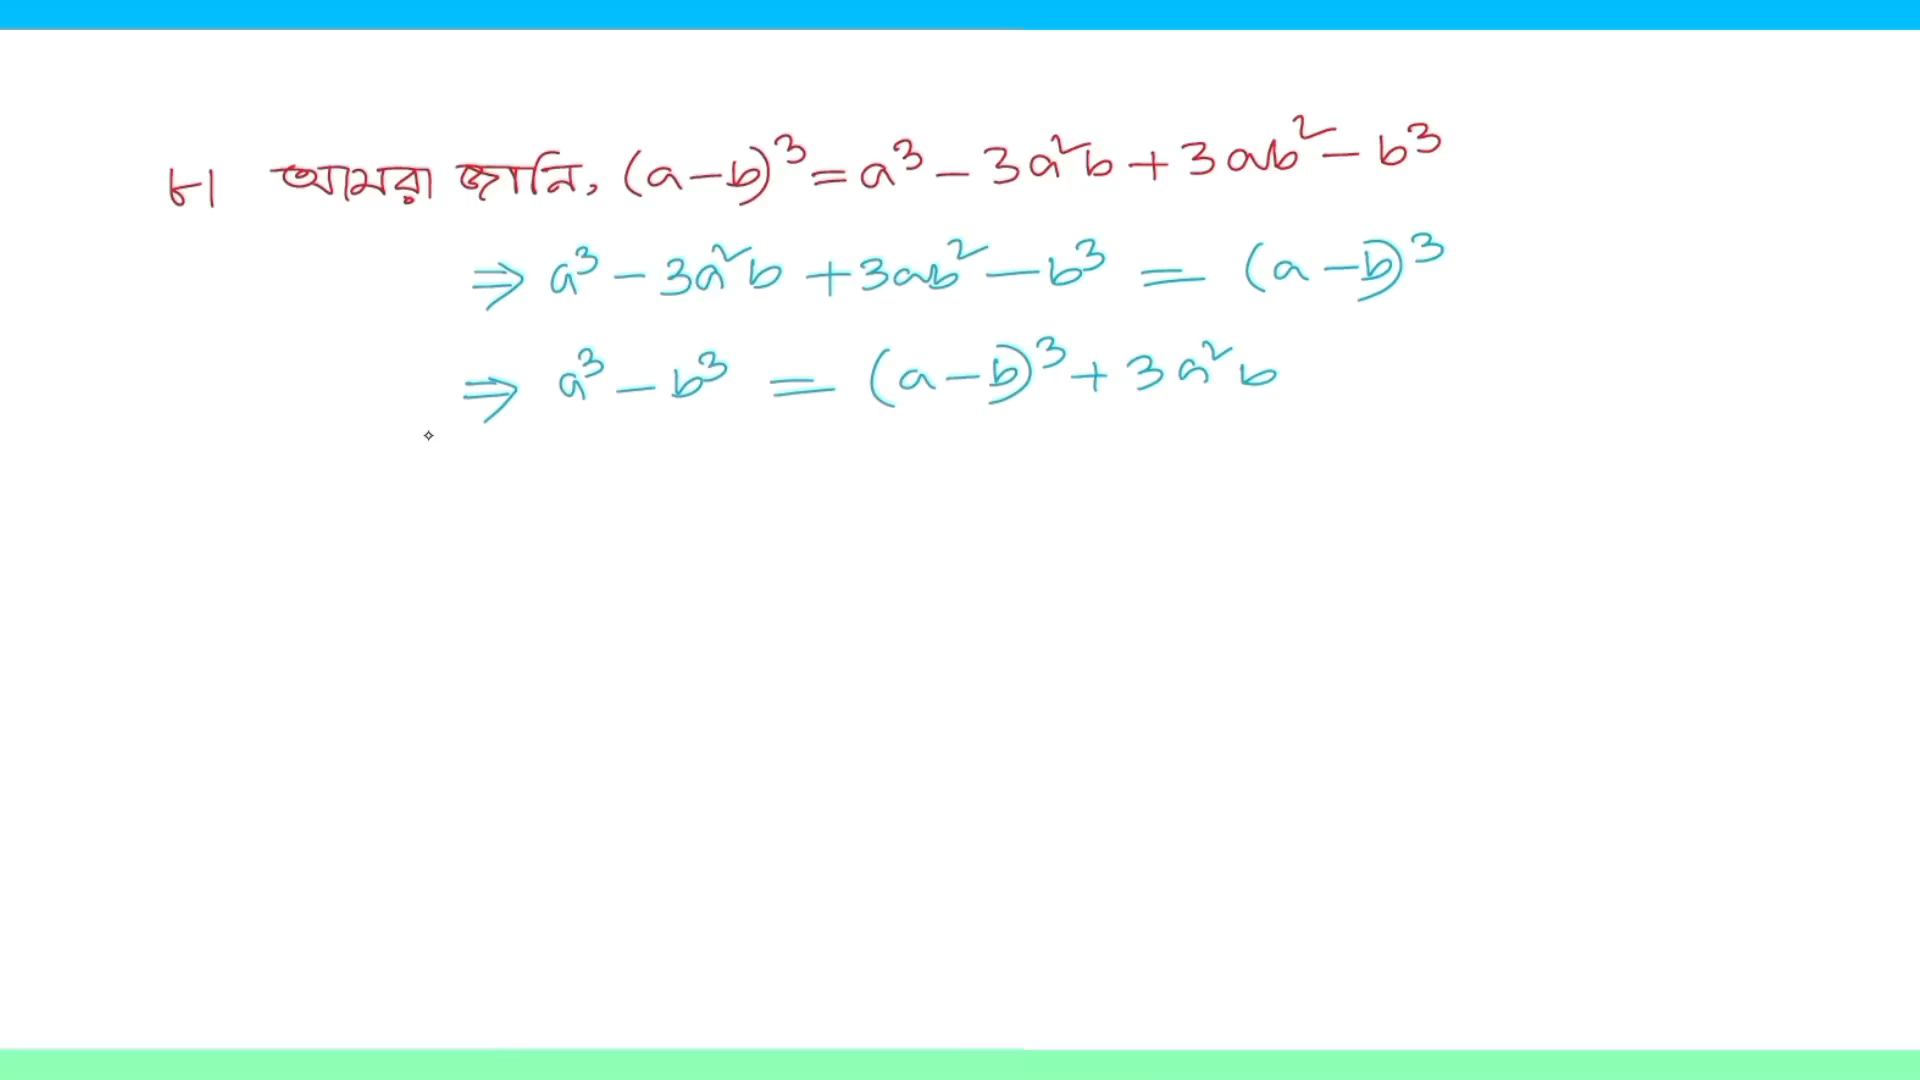 ৮। আমরা জানি, (a-b)³ = a³ - 3a²b + 3ab² - b³
⇒ a³ - 3a²b + 3ab² - b³ = (a-b)³
⇒ a³ - b³ = (a-b)³ + 3a²b